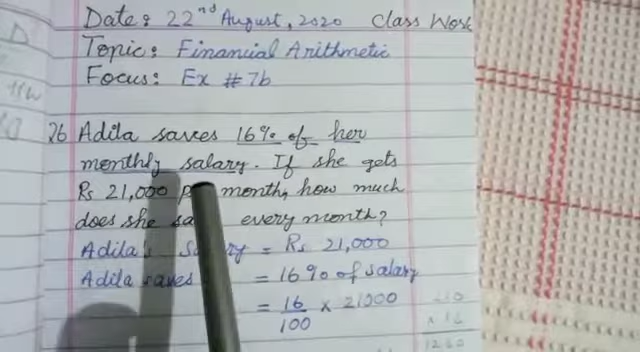 Date: 22nd August, 2020 Class Work
Topic: Financial Arithmetic
Focus: Ex # 7b
Q6 Adila saves 16% of her
monthly salary. If she gets
Rs 21,000 month, how much
does she every month?
Adila's = Rs 21,000
Adila saves = 16% of salary
= 16/100 x 21000
210
x 16
1260